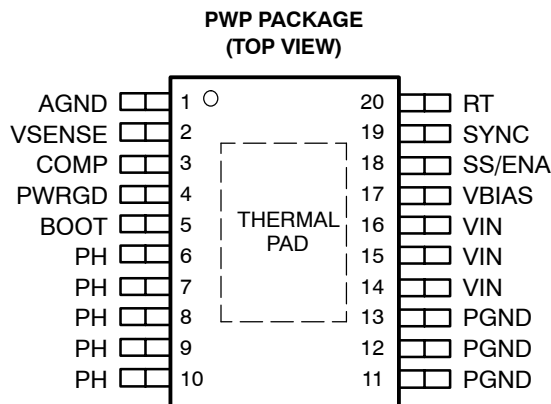 PWP PACKAGE
(TOP VIEW)
AGND 1 20 RT
VSENSE 2 19 SYNC
COMP 3 18 SS/ENA
PWRGD 4 17 VBIAS
BOOT 5 16 VIN
PH 6 15 VIN
PH 7 14 VIN
PH 8 13 PGND
PH 9 12 PGND
PH 10 11 PGND
THERMAL
PAD